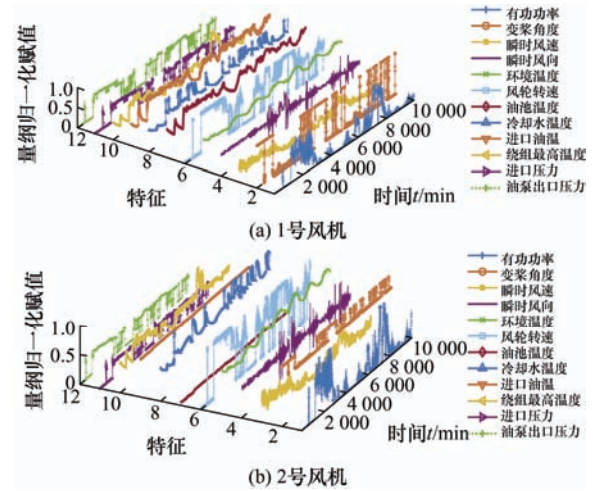 有功功率
变桨角度
瞬时风速
瞬时风向
环境温度
风轮转速
油池温度
冷却水温度
进口油温
绕组最高温度
进口压力
油泵出口压力
量纲归一化赋值
1.0
0.5
0
12
10
8
6
4
2
特征
2 000
4 000
6 000
8 000
10 000
时间t/min
(a) 1号风机
有功功率
变桨角度
瞬时风速
瞬时风向
环境温度
风轮转速
油池温度
冷却水温度
进口油温
绕组最高温度
进口压力
油泵出口压力
量纲归一化赋值
1.0
0.5
0
12
10
8
6
4
2
特征
2 000
4 000
6 000
8 000
10 000
时间t/min
(b) 2号风机